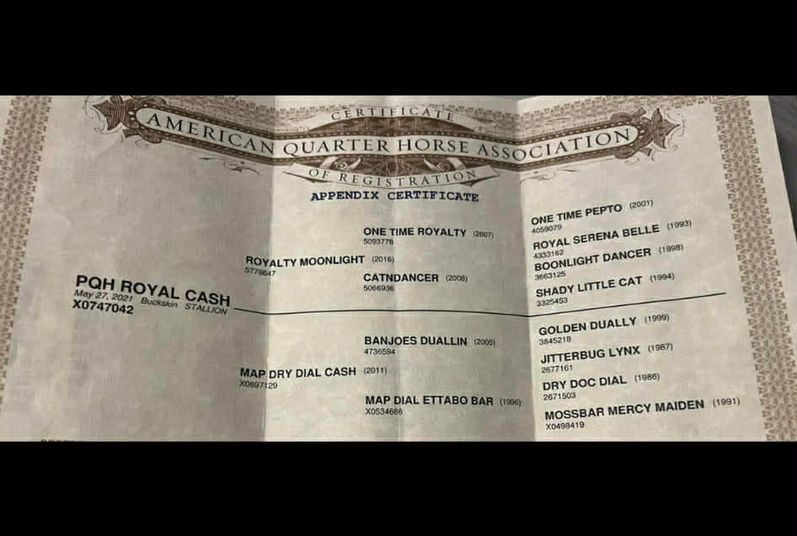 CERTIFICATE
AMERICAN QUARTER HORSE ASSOCIATION
OF REGISTRATION
APPENDIX CERTIFICATE
PQH ROYAL CASH
May 27, 2021 Buckskin STALLION
X0747042
ROYALTY MOONLIGHT (2016)
5778647
MAP DRY DIAL CASH (2011)
X0697129
ONE TIME ROYALTY (2007)
5093778
CATNDANCER (2008)
5066936
BANJOES DUALLIN (2005)
4736594
MAP DIAL ETTABO BAR (1996)
X0534666
ONE TIME PEPTO (2001)
4059079
ROYAL SERENA BELLE (1993)
4333162
BOONLIGHT DANCER (1998)
3663125
SHADY LITTLE CAT (1994)
3325453
GOLDEN DUALLY (1999)
3845218
JITTERBUG LYNX (1987)
2677161
DRY DOC DIAL (1986)
2671503
MOSSBAR MERCY MAIDEN (1991)
X0498419